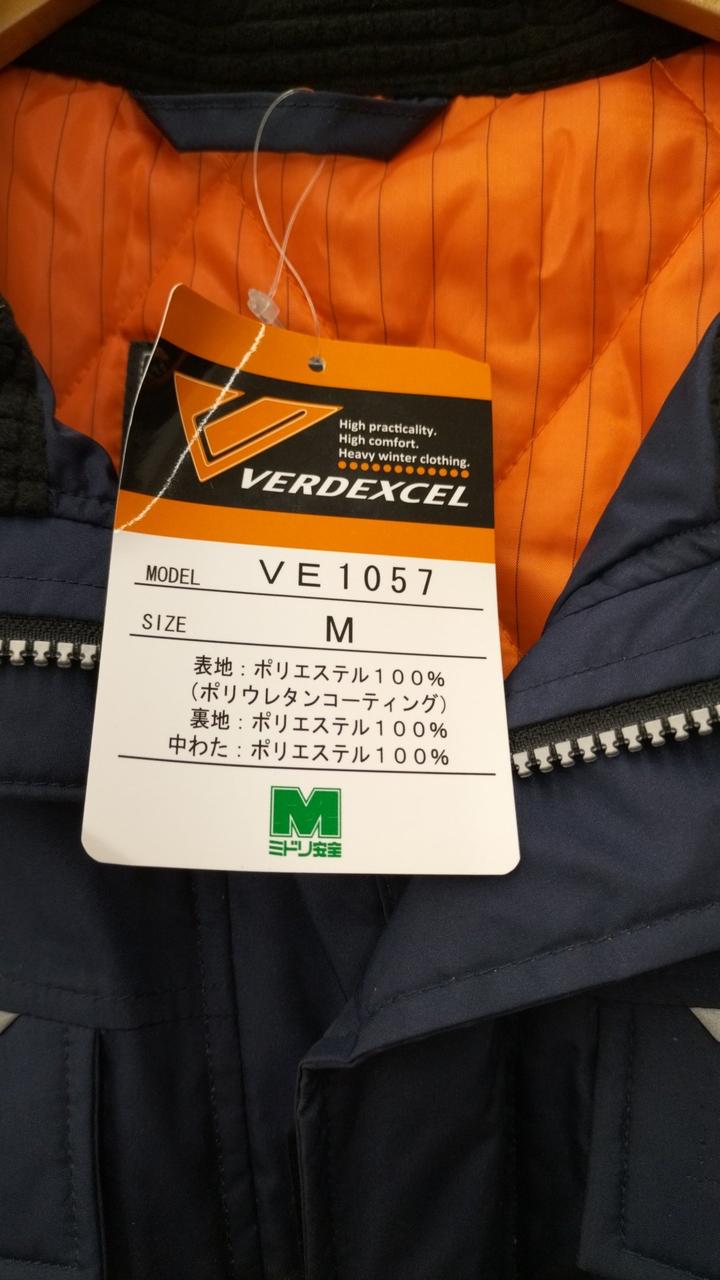 High practicality.
High comfort.
Heavy winter clothing.
VERDEXCEL
MODEL VE1057
SIZE M
表地：ポリエステル１００％
（ポリウレタンコーティング）
裏地：ポリエステル１００％
中わた：ポリエステル１００％
M
ミドリ安全